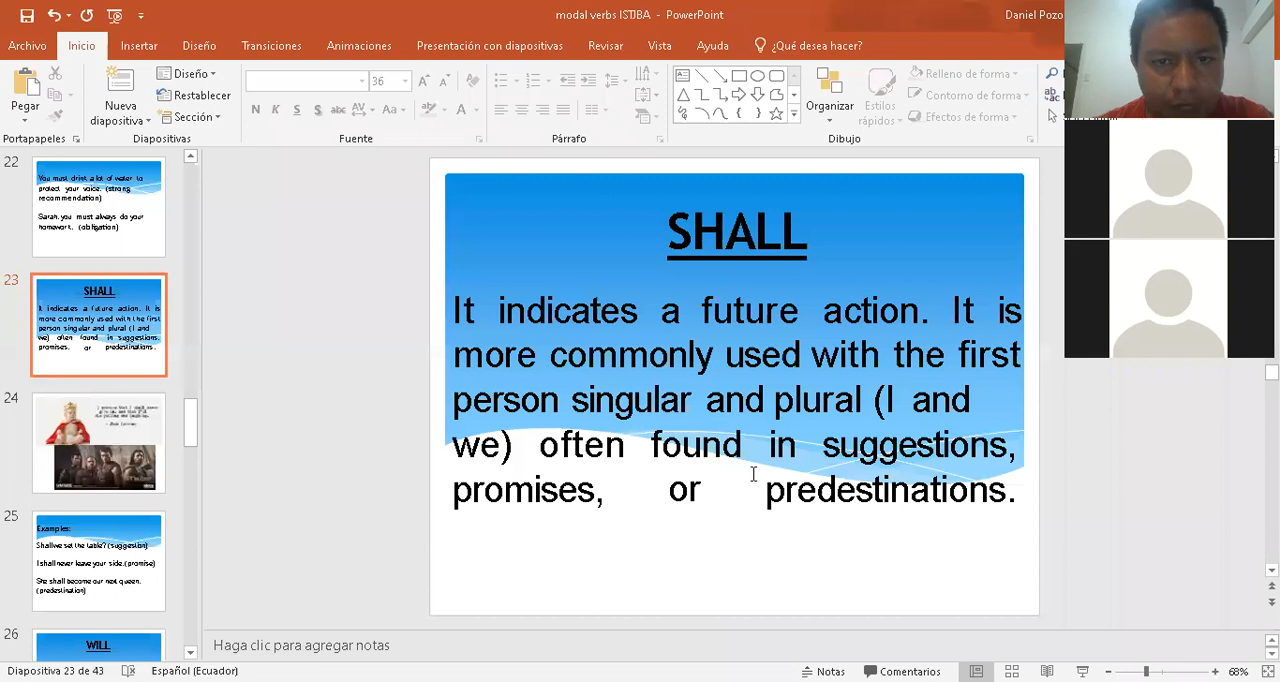 modal verbs ISTJBA - PowerPoint
Daniel Pozo
Archivo Inicio Insertar Diseño Transiciones Animaciones Presentación con diapositivas Revisar Vista Ayuda ¿Qué desea hacer?
Pegar
Nueva diapositiva
Diseño
Restablecer
Sección
36
N K S S abc AV Aa A
Organizar
Estilos rápidos
Relleno de forma
Contorno de forma
Efectos de forma
Portapapeles Diapositivas Fuente Párrafo Dibujo
22
You must drink a lot of water to
protect your voice. (strong
recommendation)
Sarah, you must always do your
homework. (obligation)
23
SHALL
It indicates a future action. It is
more commonly used with the first
person singular and plural (I and
we) often found in suggestions,
promises, or predestinations.
24
25
Examples:
Shall we set the table? (suggestion)
I shall never leave your side.(promise)
She shall become our next queen.
(predestination)
26
WILL
SHALL
It indicates a future action. It is
more commonly used with the first
person singular and plural (I and
we) often found in suggestions,
promises, or predestinations.
Haga clic para agregar notas
Diapositiva 23 de 43 Español (Ecuador) Notas Comentarios 68%